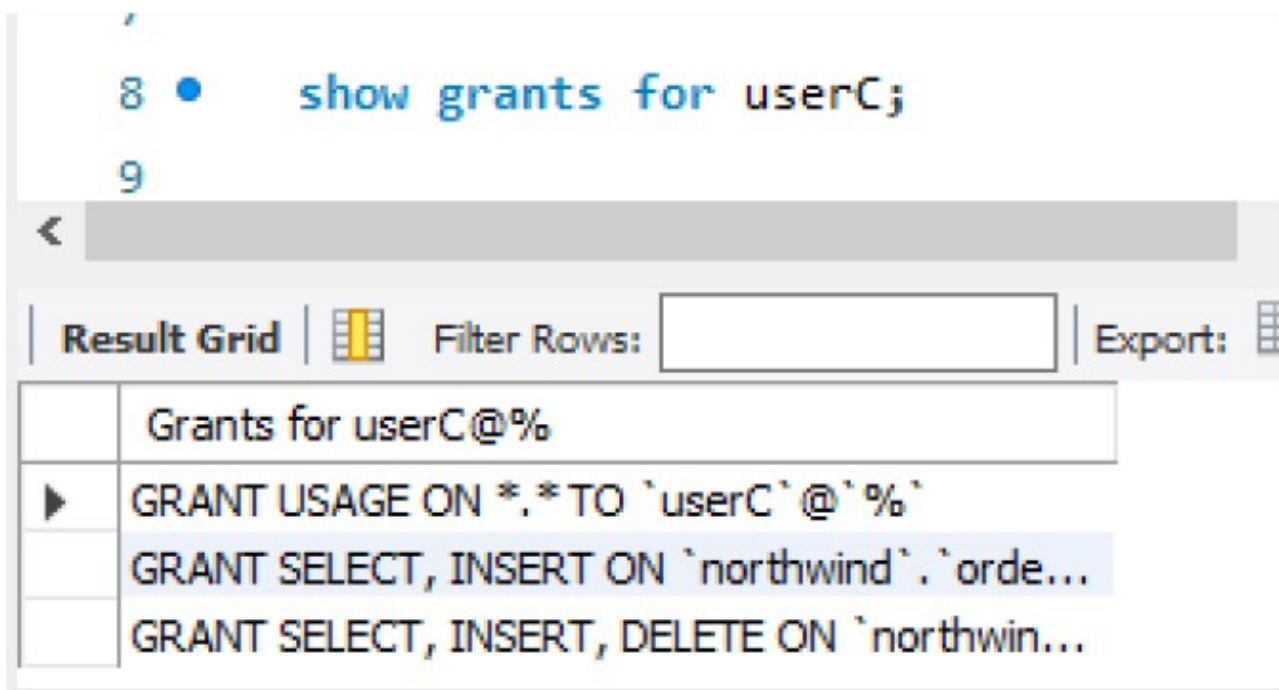 8 show grants for userC;
9
Result Grid Filter Rows: Export:
Grants for userC@%
GRANT USAGE ON *.* TO `userC`@`%`
GRANT SELECT, INSERT ON `northwind`.`orde...
GRANT SELECT, INSERT, DELETE ON `northwin...